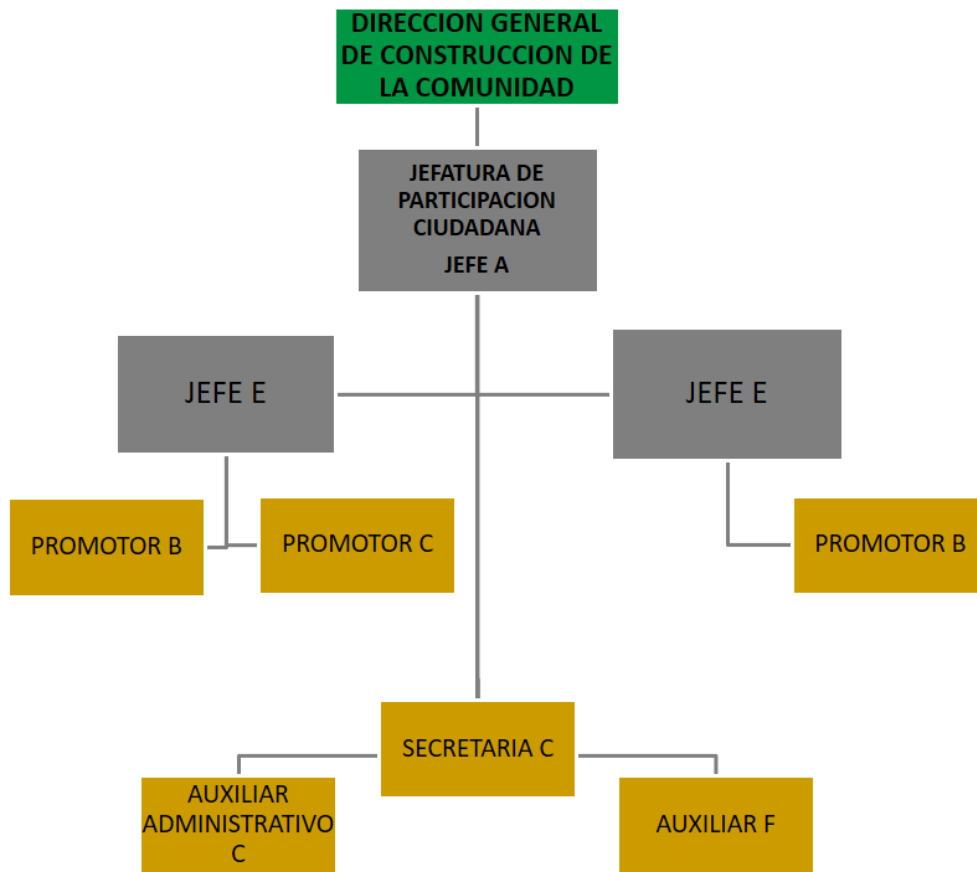 DIRECCION GENERAL
DE CONSTRUCCION DE
LA COMUNIDAD
JEFATURA DE
PARTICIPACION
CIUDADANA
JEFE A
JEFE E
JEFE E
PROMOTOR B
PROMOTOR C
PROMOTOR B
SECRETARIA C
AUXILIAR
ADMINISTRATIVO
C
AUXILIAR F